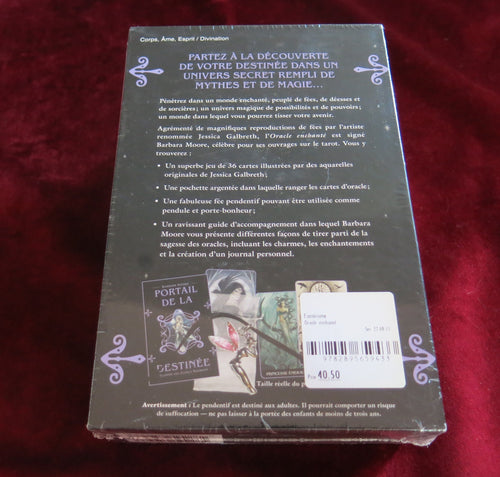 Corps, Âme, Esprit / Divination
PARTEZ À LA DÉCOUVERTE
DE VOTRE DESTINÉE DANS UN
UNIVERS SECRET REMPLI DE
MYTHES ET DE MAGIE...
Pénétrez dans un monde enchanté, peuplé de fées, de déesses et
de sorcières; un univers magique de possibilités et de pouvoirs;
un monde dans lequel vous pourrez tisser votre avenir.
Agrémenté de magnifiques reproductions de fées par l'artiste
renommée Jessica Galbreth, l'Oracle enchanté est signé
Barbara Moore, célèbre pour ses ouvrages sur le tarot. Vous y
trouverez :
• Un superbe jeu de 36 cartes illustrées par des aquarelles
originales de Jessica Galbreth;
• Une pochette argentée dans laquelle ranger les cartes d'oracle;
• Une fabuleuse fée pendentif pouvant être utilisée comme
pendule et porte-bonheur;
• Un ravissant guide d'accompagnement dans lequel Barbara
Moore vous présente différentes façons de tirer parti de la
sagesse des oracles, incluant les charmes, les enchantements
et la création d'un journal personnel.
BARBARA MOORE
PORTAIL
DE LA
DESTINÉE
PRINCESSE
Esotérisme
Oracle enchanté
9782895659433
Prix 40.50
Taille réelle du p
Avertissement : Le pendentif est destiné aux adultes. Il pourrait comporter un risque
de suffocation — ne pas laisser à la portée des enfants de moins de trois ans.